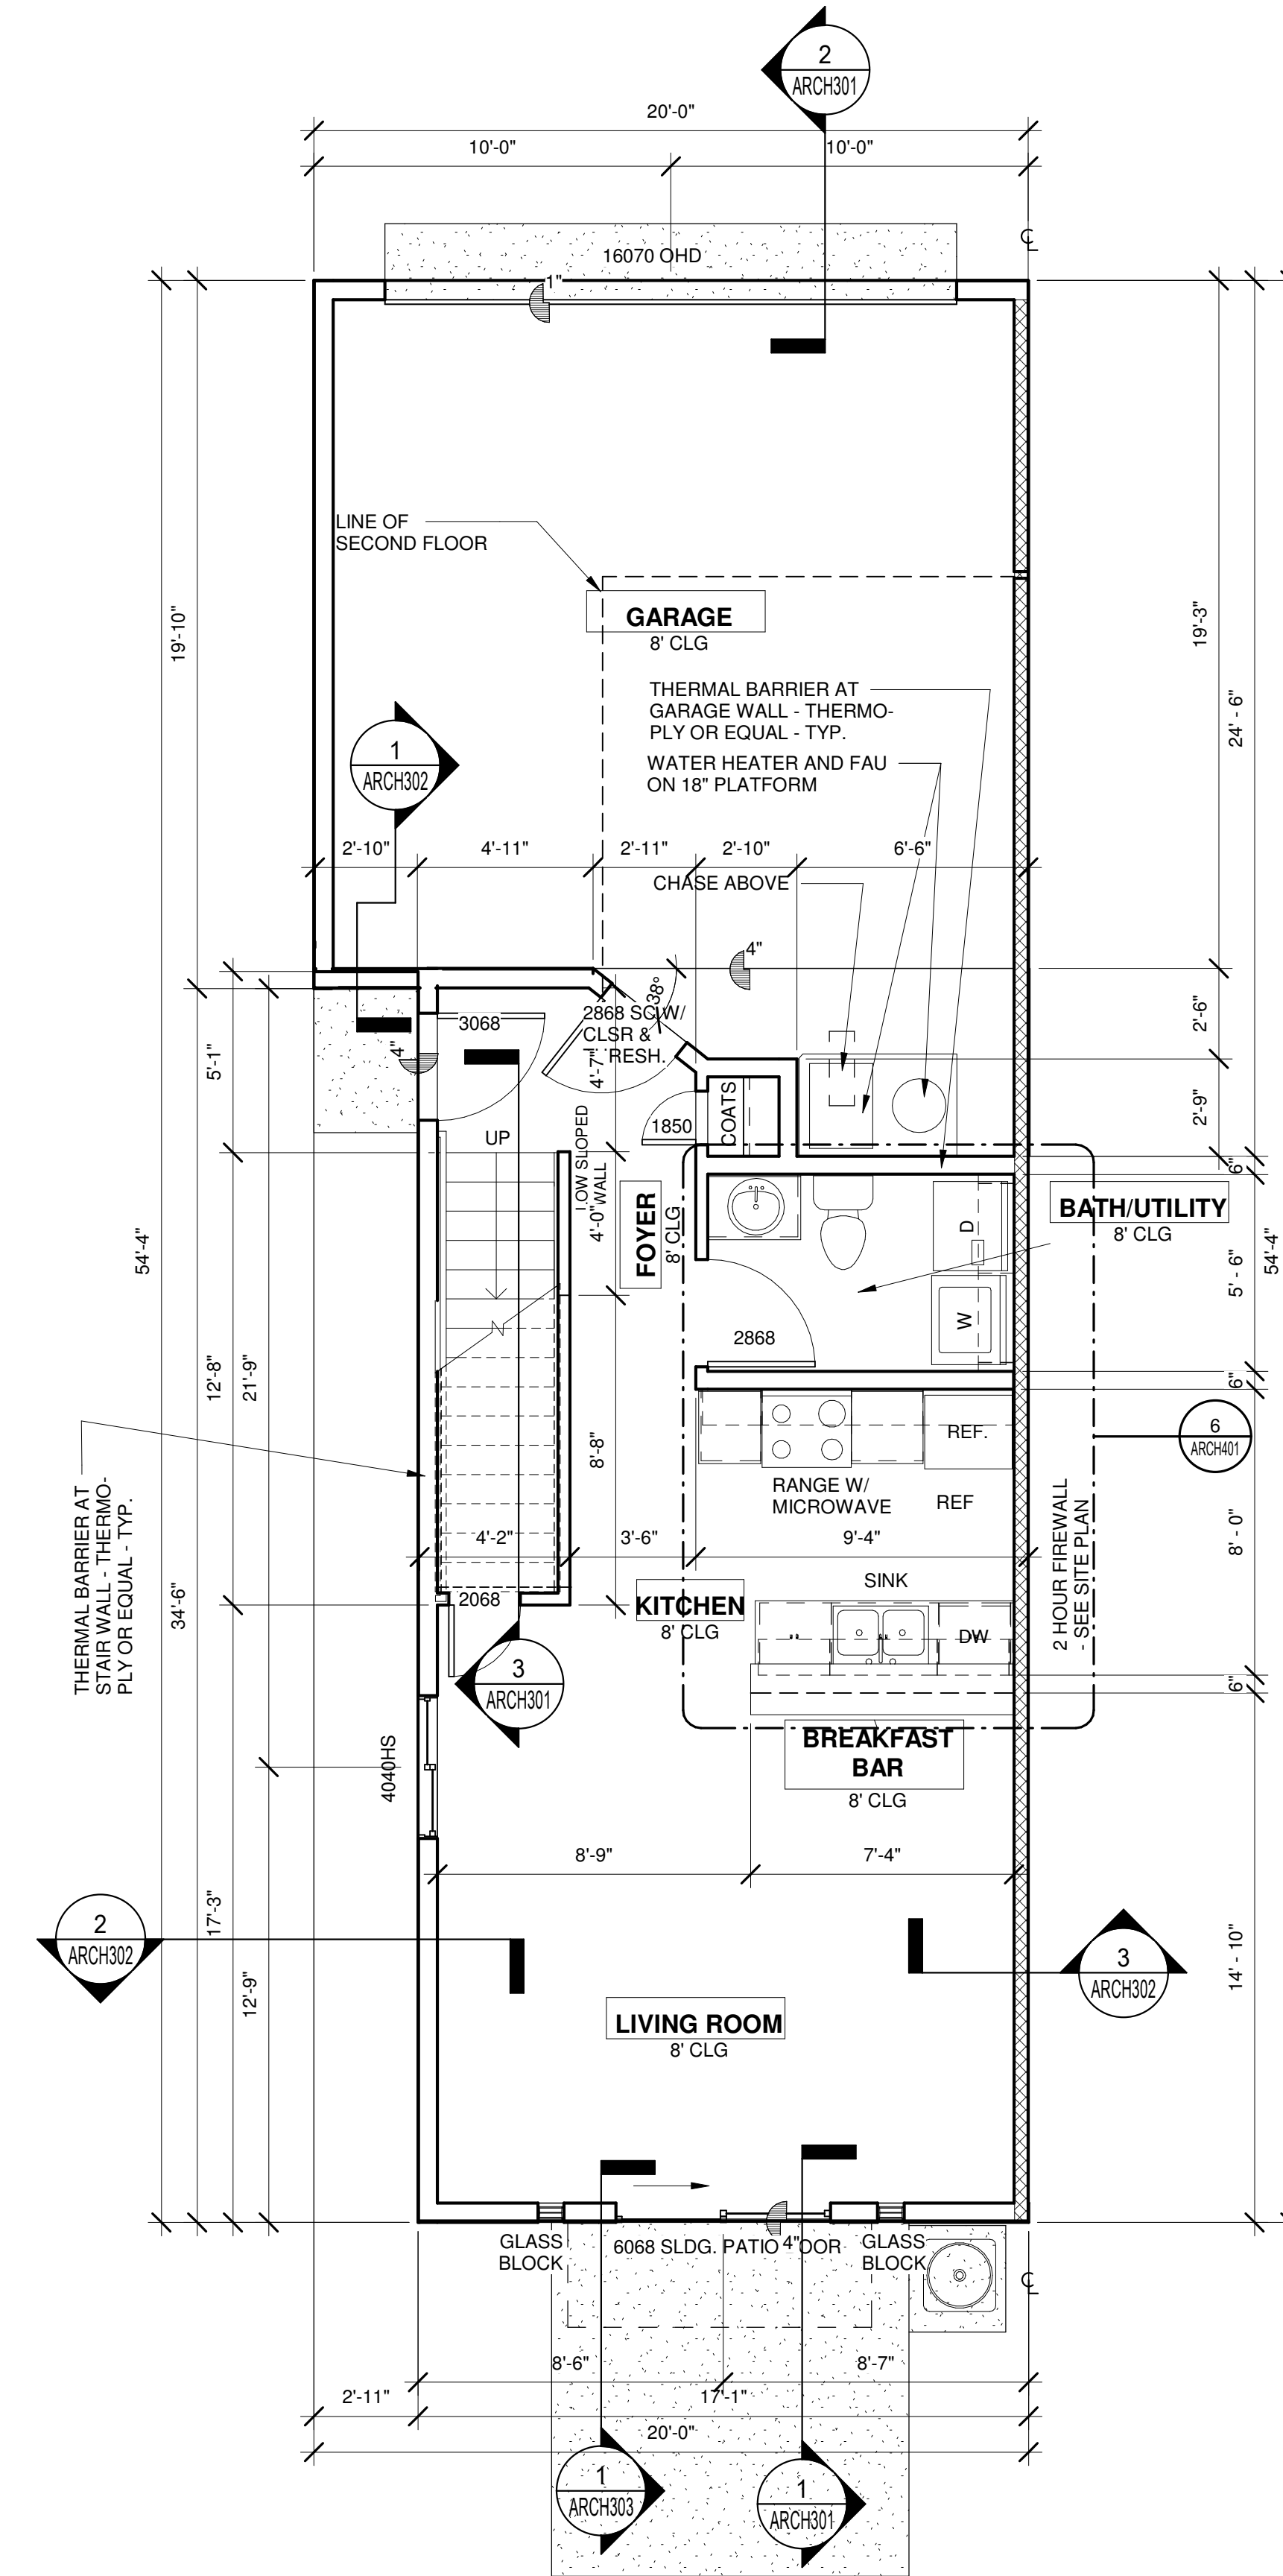 2
ARCH301
20'-0"
10'-0"
10'-0"
16070 OHD
1"
LINE OF
SECOND FLOOR
GARAGE
8' CLG
19'-10"
19'-3"
24' - 6"
THERMAL BARRIER AT
GARAGE WALL - THERMO-
PLY OR EQUAL - TYP.
WATER HEATER AND FAU
ON 18" PLATFORM
1
ARCH302
2'-10"
4'-11"
2'-11"
2'-10"
6'-6"
CHASE ABOVE
4"
38°
2868 SC W/
CLSR &
THRESH.
3068
4"
5'-1"
4'-7"
2'-6"
2'-9"
COATS
1850
UP
LOW SLOPED
WALL
4'-0"
FOYER
8' CLG
6"
BATH/UTILITY
8' CLG
D
W
54'-4"
54'-4"
5' - 6"
2868
12'-8"
21'-9"
6"
6
ARCH401
REF.
RANGE W/
MICROWAVE
REF
8'-8"
THERMAL BARRIER AT
STAIR WALL - THERMO-
PLY OR EQUAL - TYP.
2 HOUR FIREWALL
- SEE SITE PLAN
8' - 0"
4'-2"
3'-6"
9'-4"
SINK
34'-6"
2068
KITCHEN
8' CLG
DW
3
ARCH301
6"
BREAKFAST
BAR
8' CLG
4040HS
8'-9"
7'-4"
17'-3"
12'-9"
2
ARCH302
3
ARCH302
14' - 10"
LIVING ROOM
8' CLG
GLASS
BLOCK
6068 SLDG. PATIO DOOR
4"
GLASS
BLOCK
8'-6"
8'-7"
2'-11"
17'-1"
20'-0"
1
ARCH303
1
ARCH301